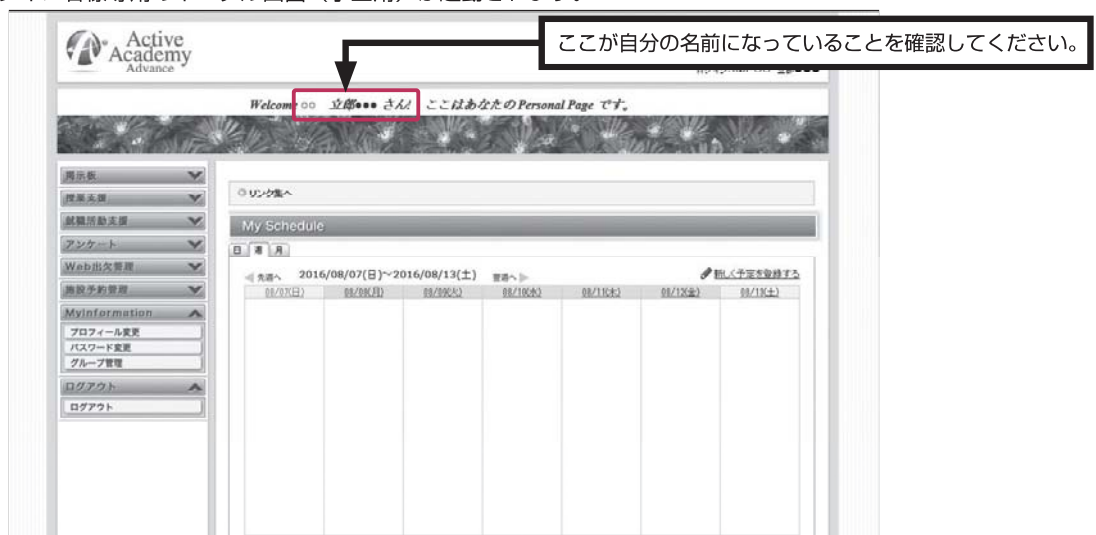 Active
Academy
Advance
ここが自分の名前になっていることを確認してください。
Welcome ○○ 立郎●●● さん! ここはあなたの Personal Page です。
掲示板
授業支援
就職活動支援
アンケート
Web出欠管理
施設予約管理
MyInformation
プロフィール変更
パスワード変更
グループ管理
ログアウト
ログアウト
リンク集へ
My Schedule
日 週 月
先週へ 2016/08/07(日)~2016/08/13(土) 翌週へ 新しく予定を登録する
08/07(日) 08/08(月) 08/09(火) 08/10(水) 08/11(木) 08/12(金) 08/13(土)